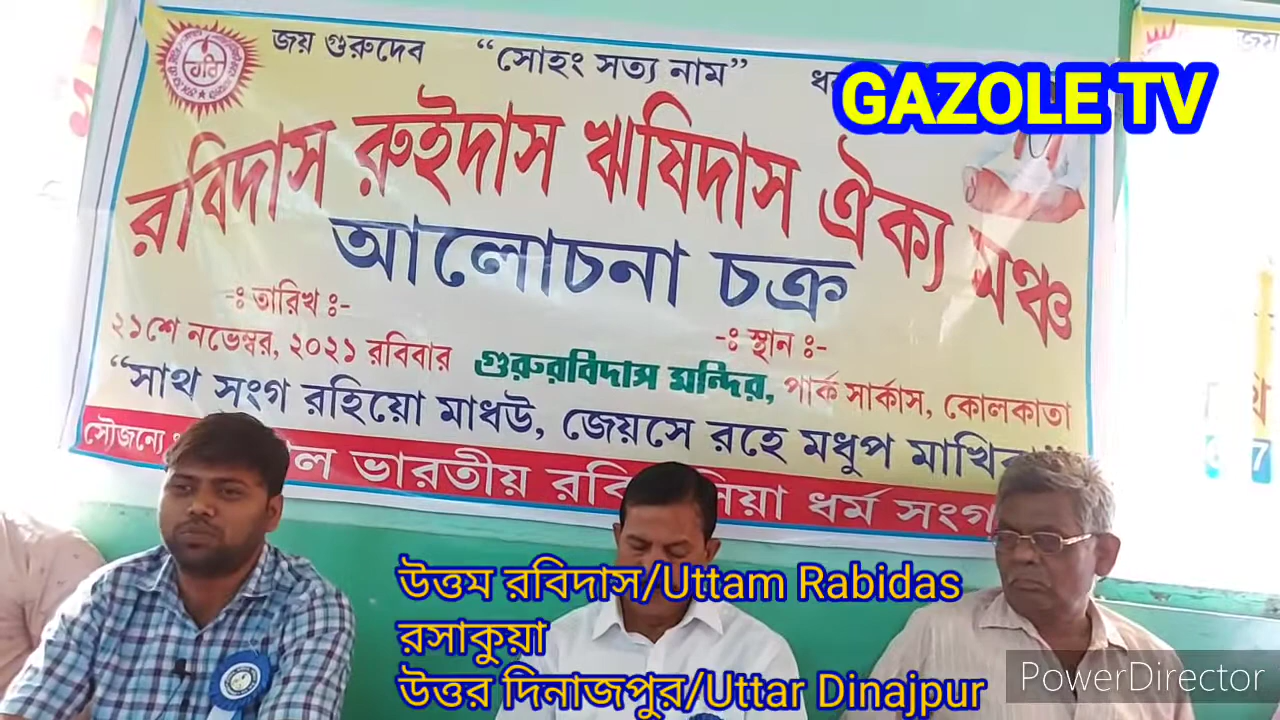 জয় গুরুদেব "সোহং সত্য নাম"
GAZOLE TV
রবিদাস রুইদাস ঋষিদাস ঐক্য মঞ্চ
আলোচনা চক্র
-ঃ তারিখ ঃ-
-ঃ স্থান ঃ-
২১শে নভেম্বর, ২০২১ রবিবার গুরুরবিদাস মন্দির, পার্ক সার্কাস, কোলকাতা
"সাথ সংগ রহিয়ো মাধউ, জেয়সে রহে মধুপ
সৌজন্যে ভারতীয় ধর্ম
উত্তম রবিদাস/Uttam Rabidas
রসাকুয়া
উত্তর দিনাজপুর/Uttar Dinajpur
PowerDirector